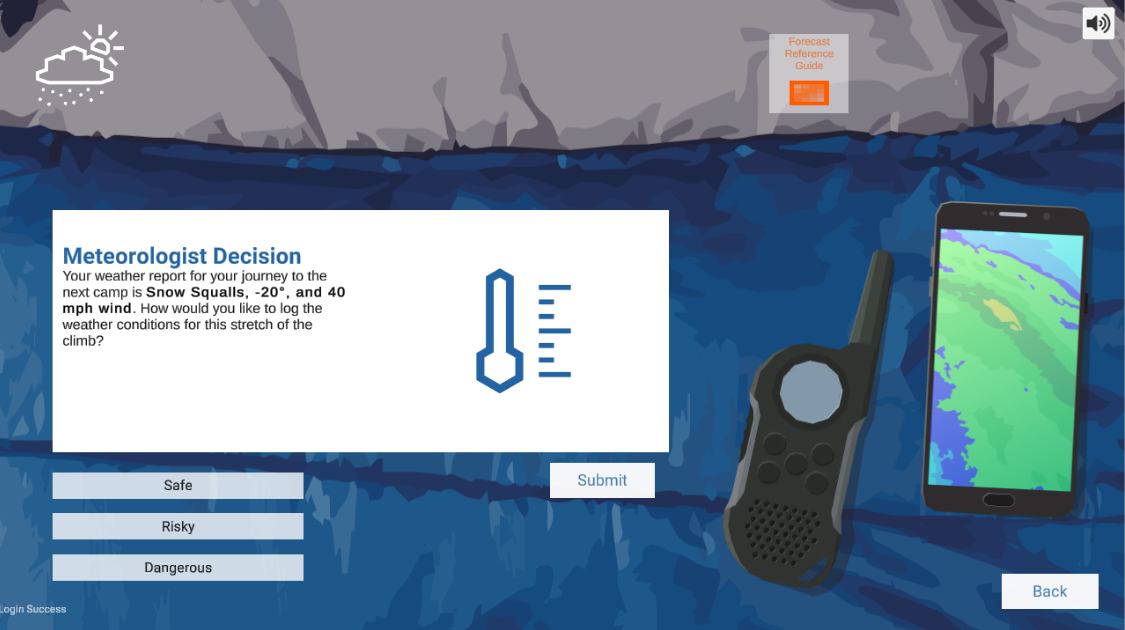 Forecast
Reference
Guide
Meteorologist Decision
Your weather report for your journey to the
next camp is Snow Squalls, -20°, and 40
mph wind. How would you like to log the
weather conditions for this stretch of the
climb?
Submit
Safe
Risky
Dangerous
Back
Login Success